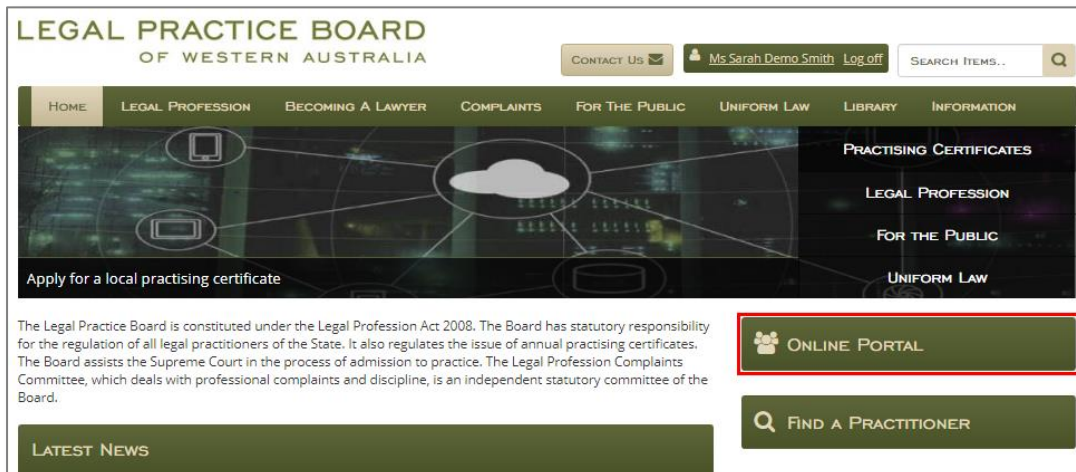 LEGAL PRACTICE BOARD
OF WESTERN AUSTRALIA
CONTACT US
Ms Sarah Demo Smith Log off
SEARCH ITEMS..
HOME LEGAL PROFESSION BECOMING A LAWYER COMPLAINTS FOR THE PUBLIC UNIFORM LAW LIBRARY INFORMATION
PRACTISING CERTIFICATES
LEGAL PROFESSION
FOR THE PUBLIC
UNIFORM LAW
Apply for a local practising certificate
The Legal Practice Board is constituted under the Legal Profession Act 2008. The Board has statutory responsibility
for the regulation of all legal practitioners of the State. It also regulates the issue of annual practising certificates.
The Board assists the Supreme Court in the process of admission to practice. The Legal Profession Complaints
Committee, which deals with professional complaints and discipline, is an independent statutory committee of the
Board.
ONLINE PORTAL
FIND A PRACTITIONER
LATEST NEWS